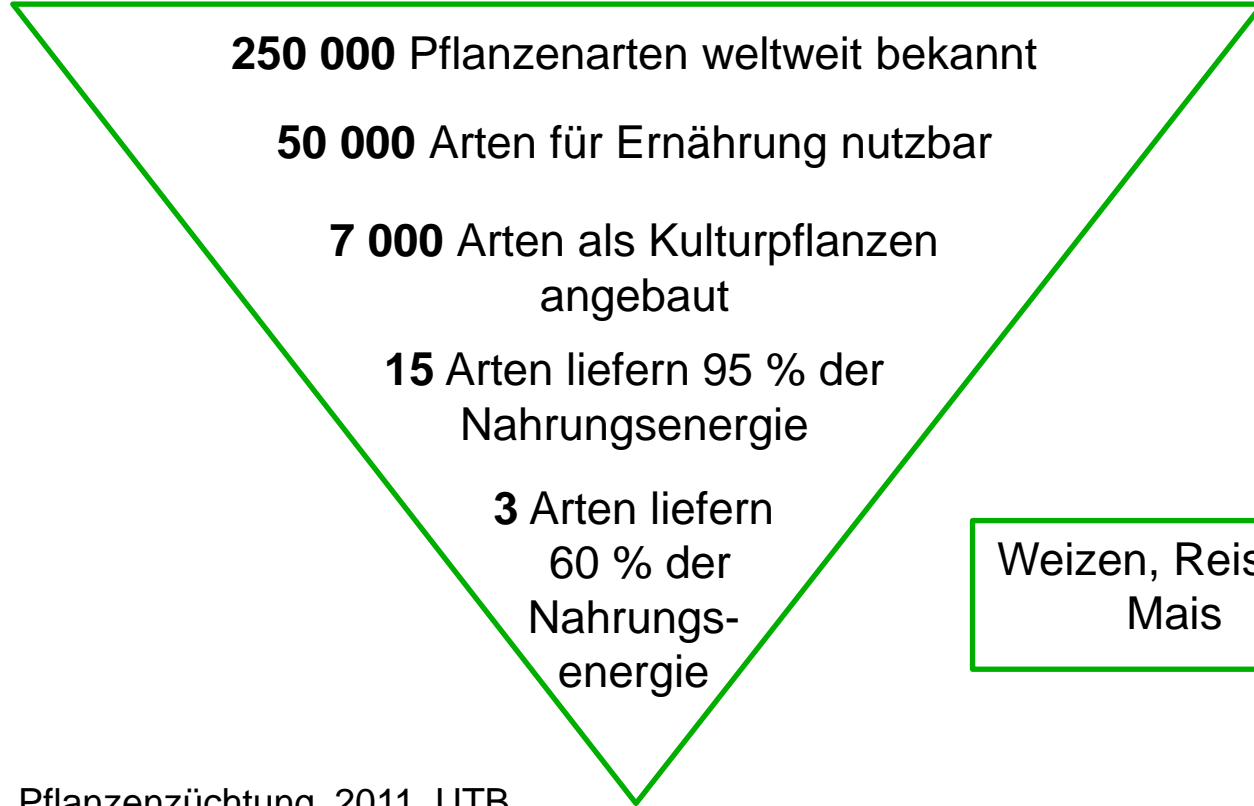 250 000 Pflanzenarten weltweit bekannt
50 000 Arten für Ernährung nutzbar
7 000 Arten als Kulturpflanzen
angebaut
15 Arten liefern 95 % der
Nahrungsenergie
3 Arten liefern
60 % der
Nahrungs-
energie
Weizen, Reis
Mais
Pflanzenzüchtung, 2011, UTB